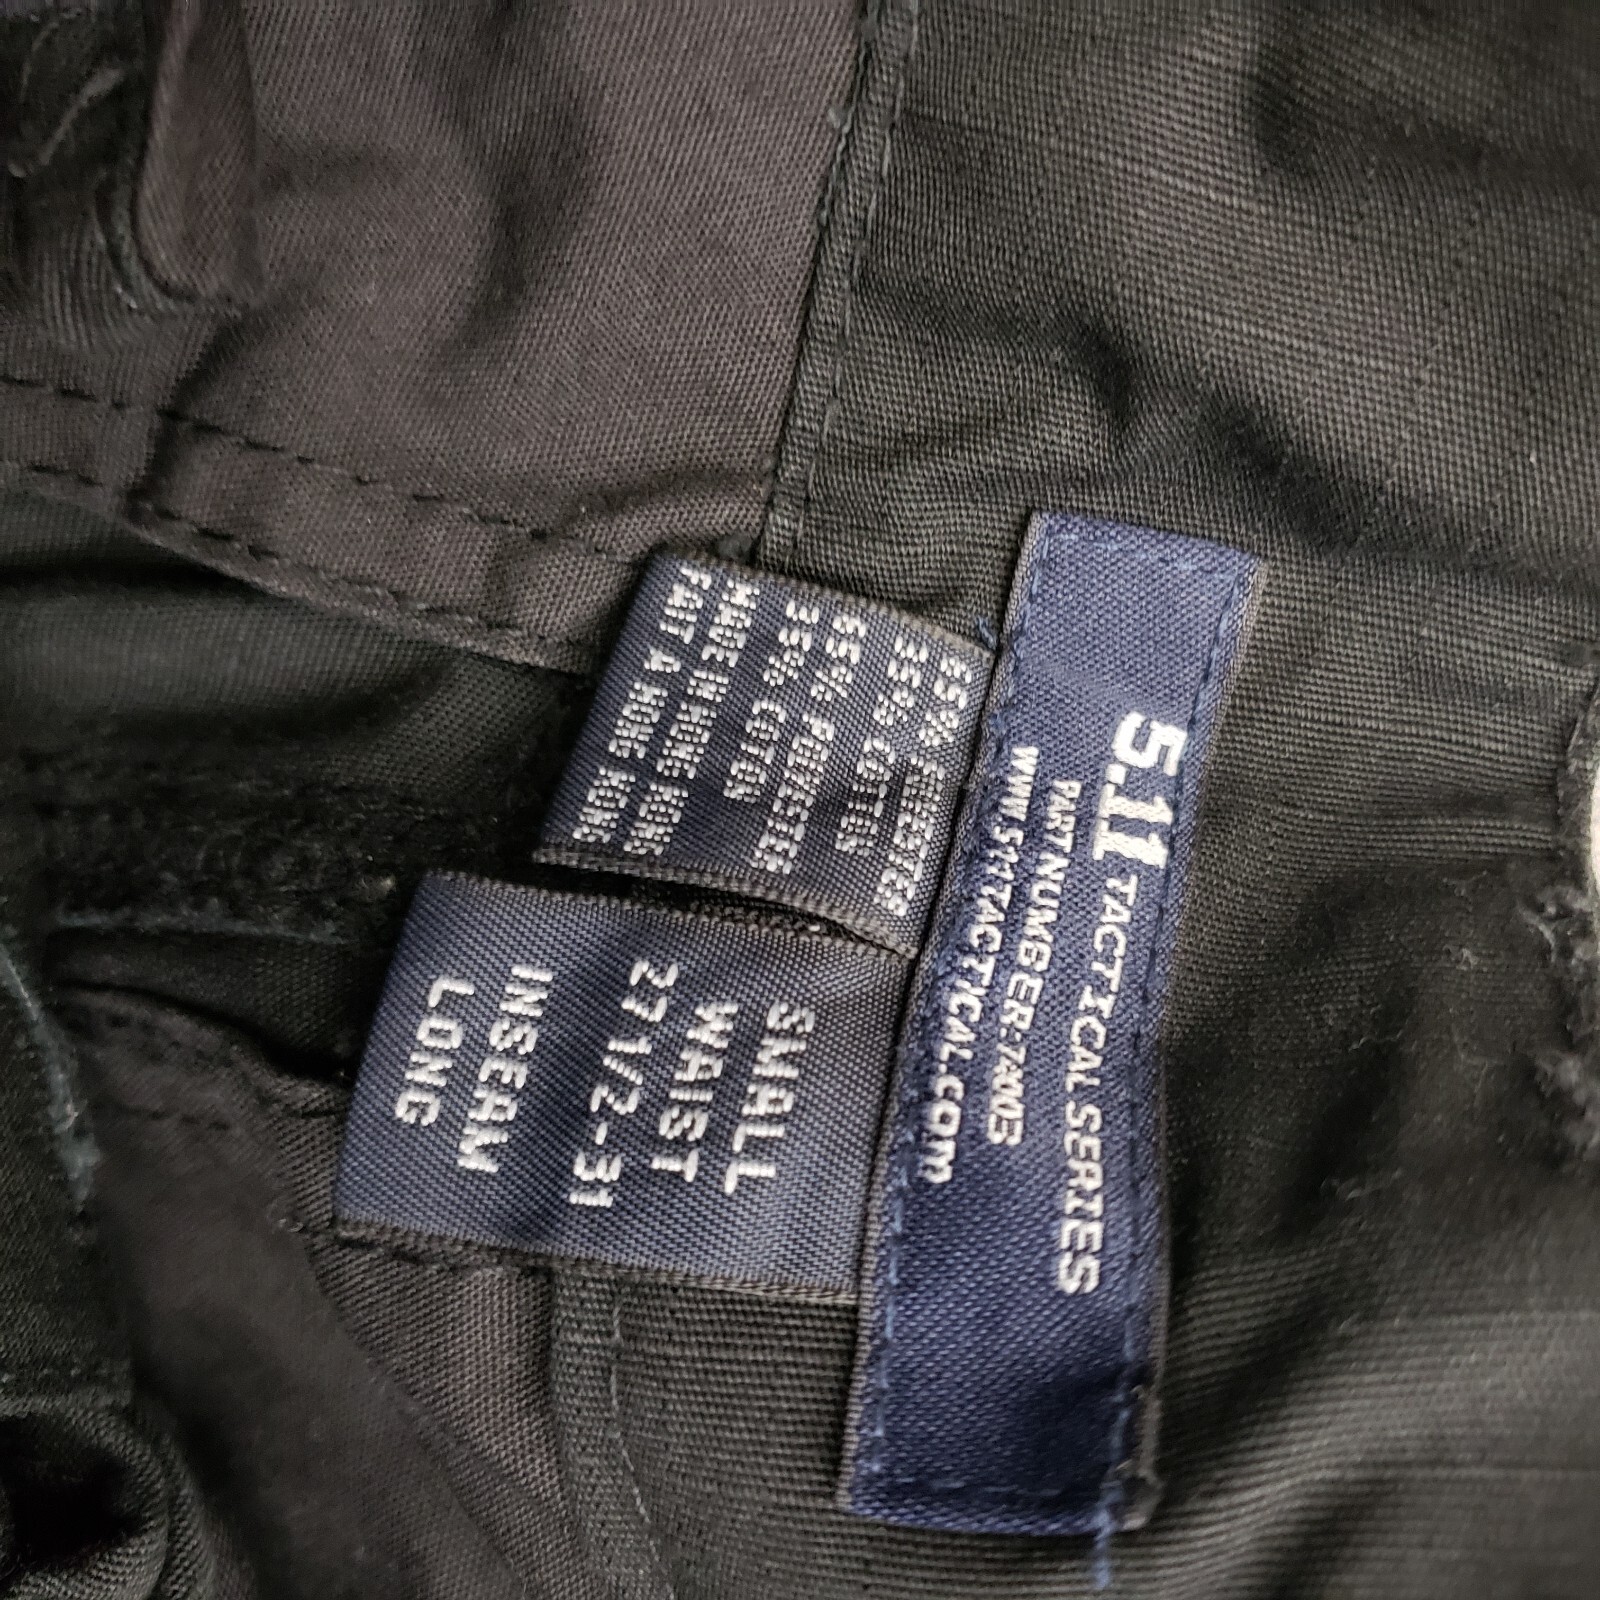 5.11 TACTICAL SERIES
PART NUMBER: 74003
WWW.511TACTICAL.COM
65% POLYESTER
35% COTTON
65% POLYESTER
35% COTON
MADE IN HONG KONG
FAIT A HONG KONG
SMALL
WAIST
27 1/2-31
INSEAM
LONG